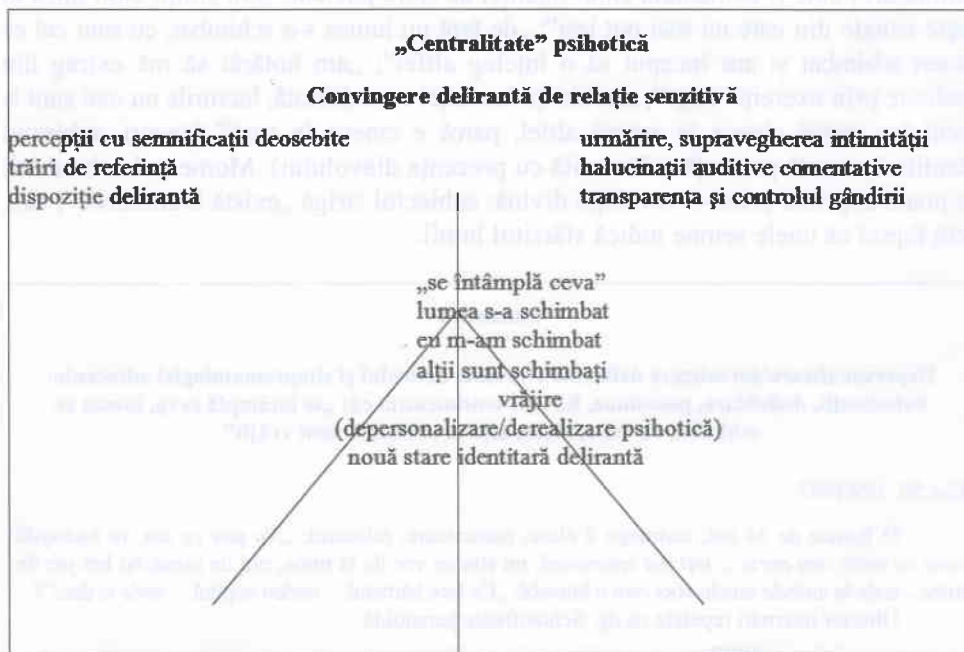 „Centralitate” psihotică
Convingere delirantă de relație senzitivă
percepții cu semnificații deosebite
trăiri de referință
dispoziție delirantă
urmărire, supravegherea intimității
halucinații auditive comentative
transparența și controlul gândirii
„se întâmplă ceva”
lumea s-a schimbat
eu m-am schimbat
alții sunt schimbați
vrăjire
(depersonalizare/derealizare psihotică)
nouă stare identitară delirantă